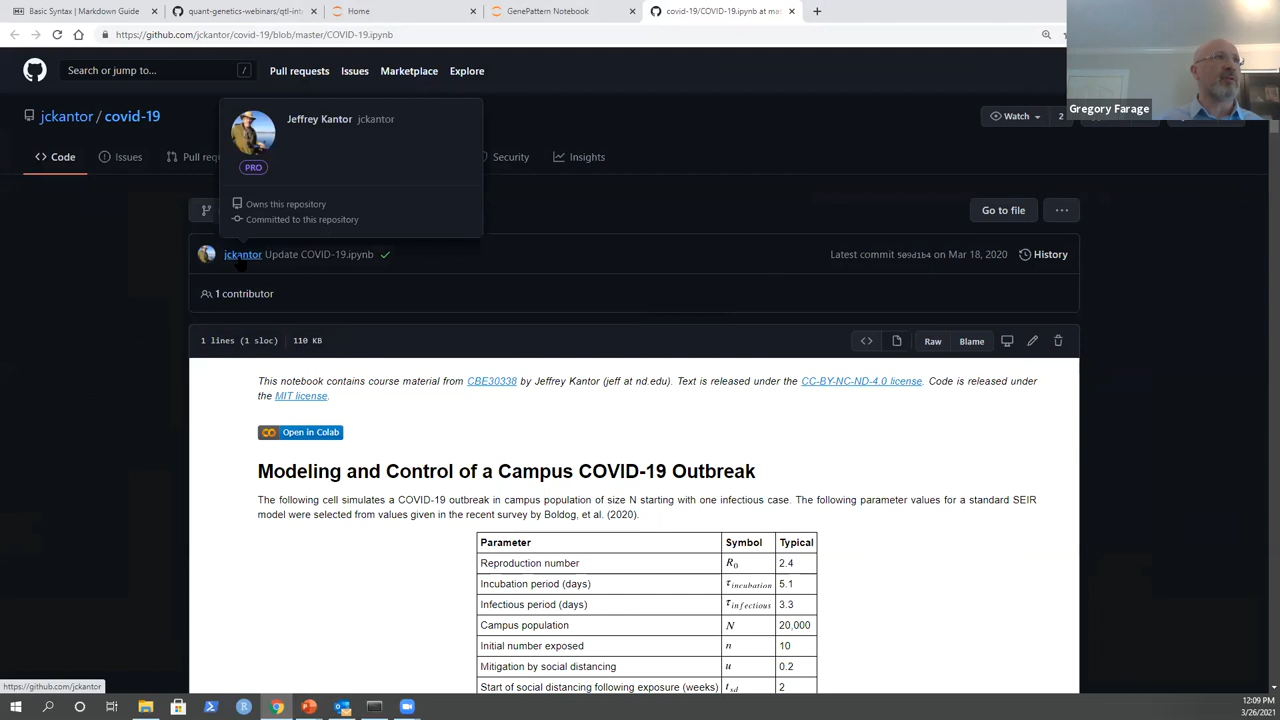 Basic Syntax | Markdown Guide
quant-genetics-webinars/qtl-int
Home
GenePattern Notebook
covid-19/COVID-19.ipynb at mas
https://github.com/jckantor/covid-19/blob/master/COVID-19.ipynb
Search or jump to...
/
Pull requests
Issues
Marketplace
Explore
Gregory Farage
jckantor / covid-19
Watch
2
Jeffrey Kantor jckantor
PRO
Owns this repository
Committed to this repository
<> Code
Issues
Pull requ
Security
Insights
Go to file
...
jckantor Update COVID-19.ipynb
Latest commit 509d1b4 on Mar 18, 2020
History
1 contributor
1 lines (1 sloc)
110 KB
Raw
Blame
This notebook contains course material from CBE30338 by Jeffrey Kantor (jeff at nd.edu). Text is released under the CC-BY-NC-ND-4.0 license. Code is released under
the MIT license.
Open in Colab
Modeling and Control of a Campus COVID-19 Outbreak
The following cell simulates a COVID-19 outbreak in campus population of size N starting with one infectious case. The following parameter values for a standard SEIR
model were selected from values given in the recent survey by Boldog, et al. (2020).
Parameter Symbol Typical
Reproduction number R0 2.4
Incubation period (days) τincubation 5.1
Infectious period (days) τinfectious 3.3
Campus population N 20,000
Initial number exposed n 10
Mitigation by social distancing u 0.2
Start of social distancing following exposure (weeks) tsd 2
https://github.com/jckantor
12:09 PM
3/26/2021